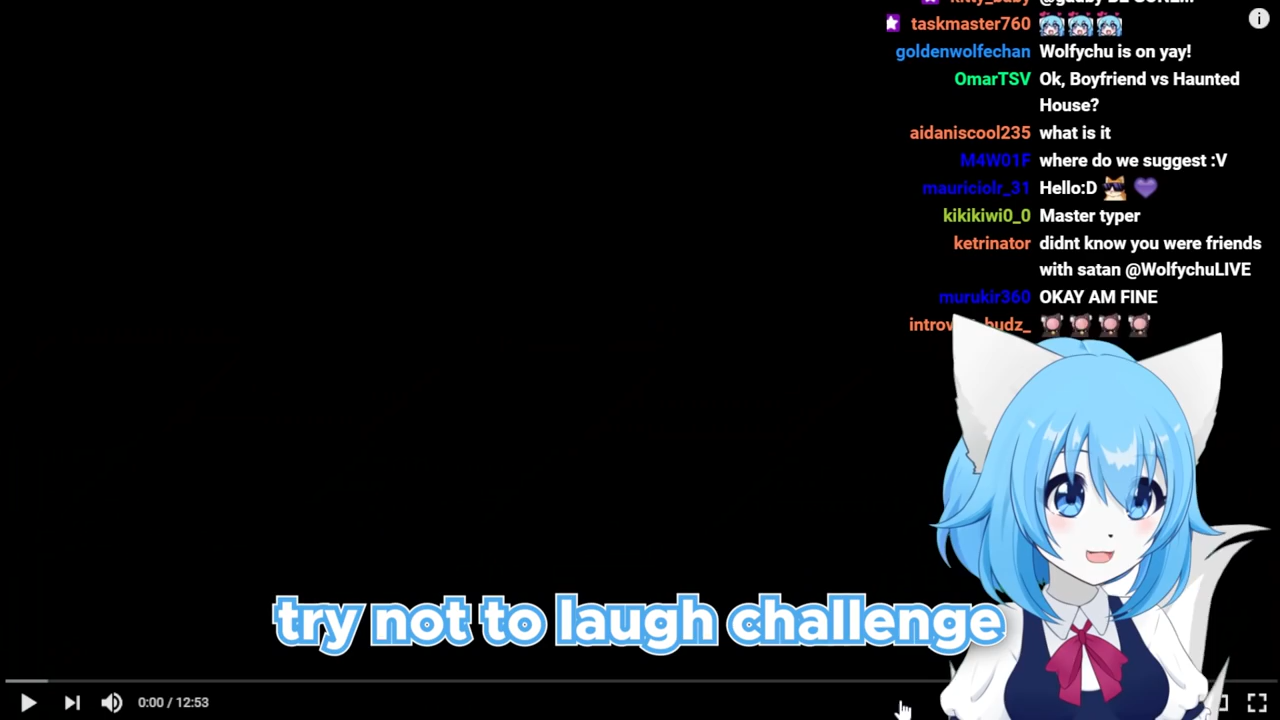 taskmaster760
goldenwolfechan Wolfychu is on yay!
OmarTSV Ok, Boyfriend vs Haunted
House?
aidaniscool235 what is it
M4W01F where do we suggest :V
mauriciolr_31 Hello:D
kikikiwi0_0 Master typer
ketrinator didnt know you were friends
with satan @WolfychuLIVE
murukir360 OKAY AM FINE
try not to laugh challenge
0:00 / 12:53